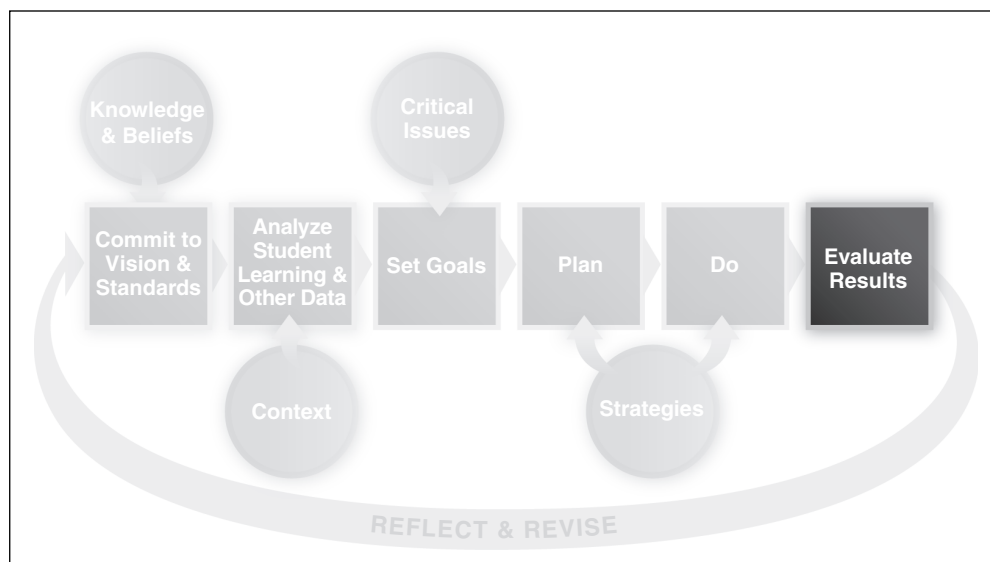 Knowledge
& Beliefs
Critical
Issues
Commit to
Vision &
Standards
Analyze
Student
Learning &
Other Data
Set Goals
Plan
Do
Evaluate
Results
Context
Strategies
REFLECT & REVISE